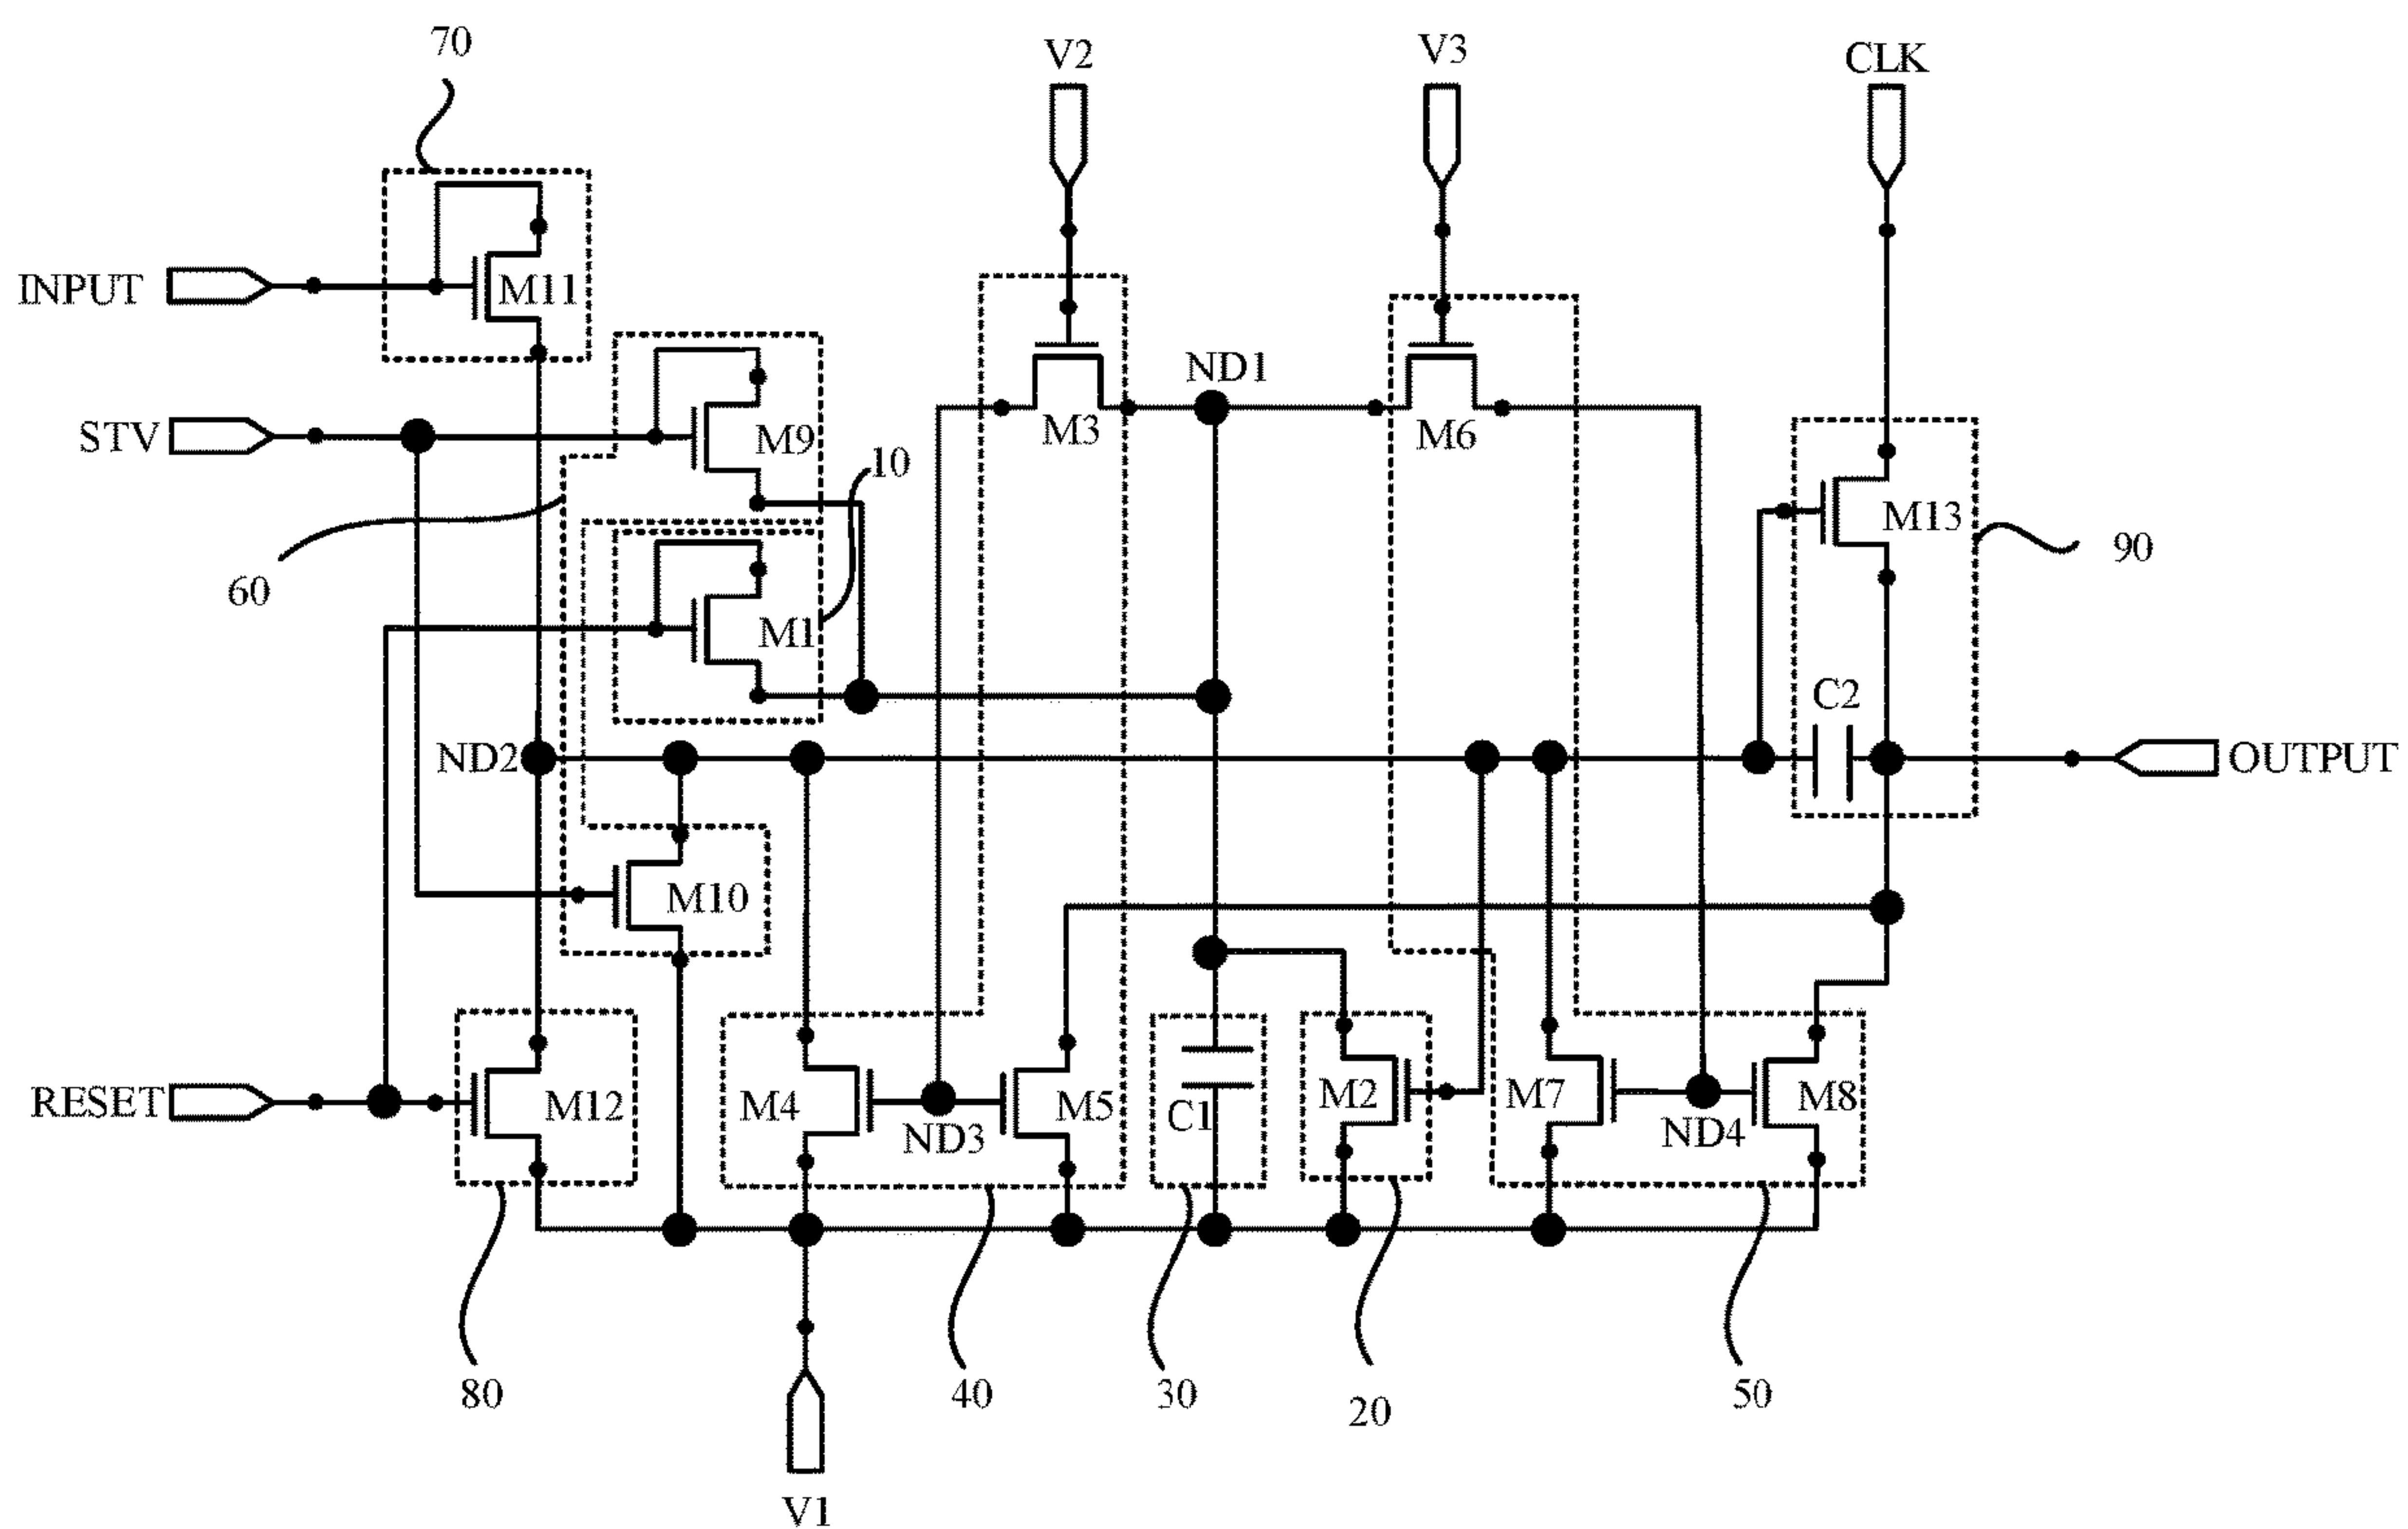 70
V2
V3
CLK
INPUT
M11
ND1
STV
M9
M3
M6
10
M13
60
90
M1
C2
ND2
OUTPUT
M10
RESET
M12
M4
ND3
M5
C1
M2
M7
ND4
M8
80
40
30
20
50
V1